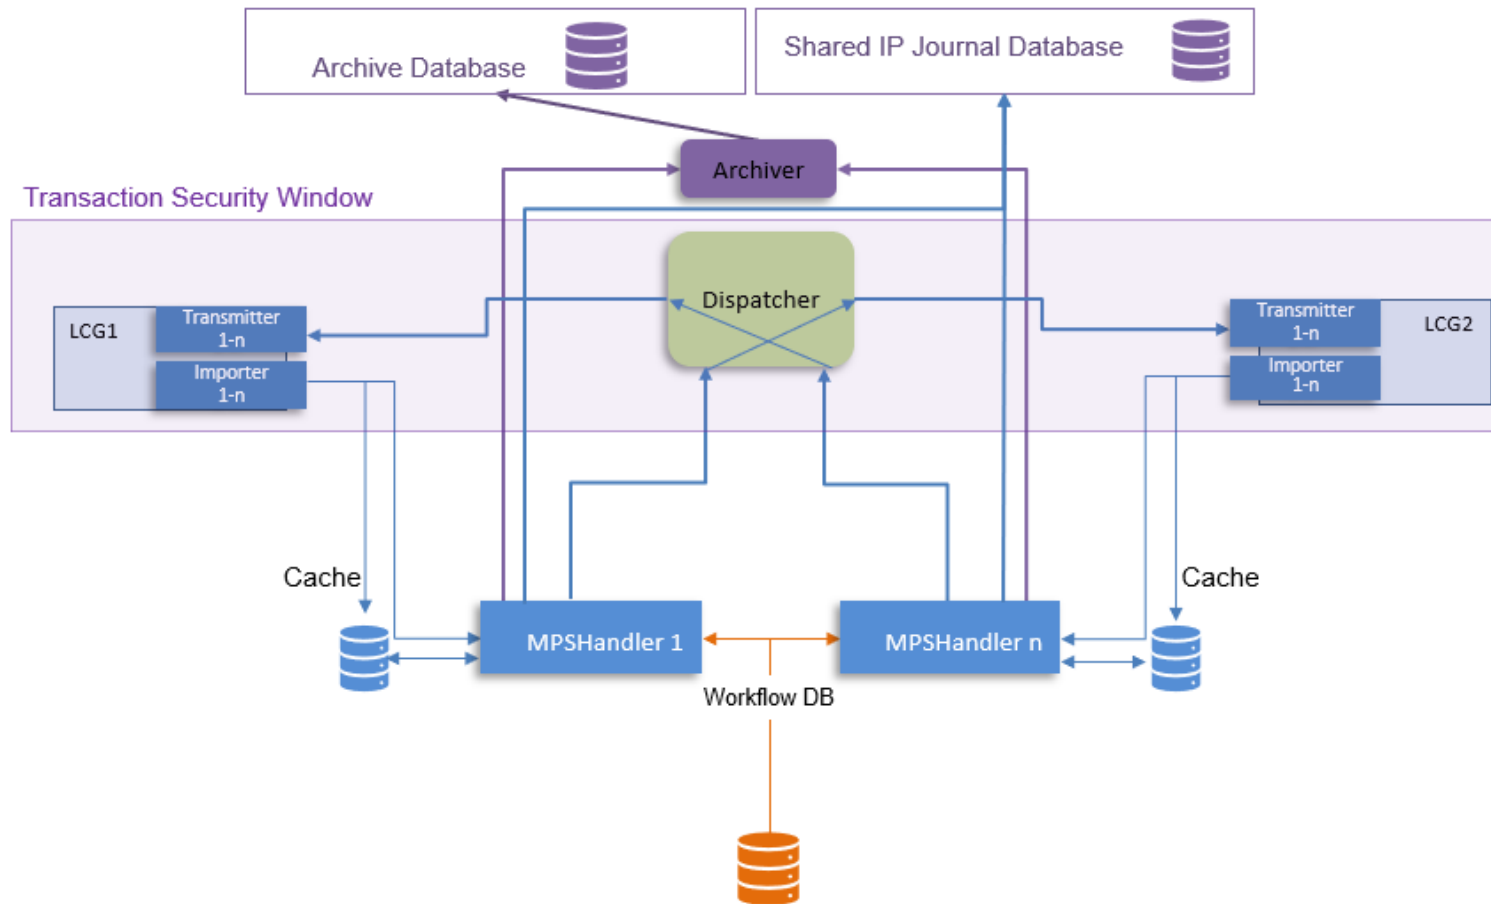 Archive Database
Shared IP Journal Database
Archiver
Transaction Security Window
Dispatcher
LCG1
Transmitter
1-n
Importer
1-n
Transmitter
1-n
LCG2
Importer
1-n
Cache
Cache
MPSHandler 1
MPSHandler n
Workflow DB